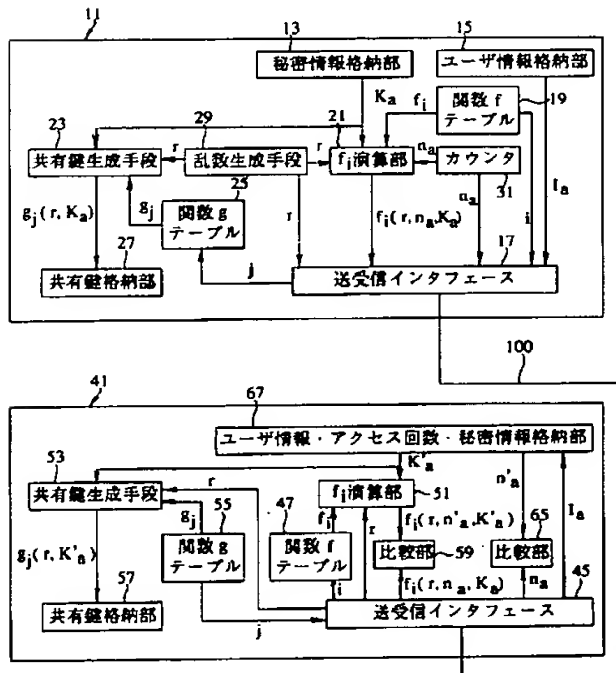 11
13
15
秘密情報格納部
ユーザ情報格納部
23
29
21
Ka
fi
関数f
テーブル
19
共有鍵生成手段
r
乱数生成手段
r
fi演算部
na
カウンタ
31
25
gj(r,Ka)
gj
関数g
テーブル
r
fi(r,na,Ka)
na
i
Ia
27
17
共有鍵格納部
j
送受信インタフェース
100
41
67
ユーザ情報・アクセス回数・秘密情報格納部
53
K'a
n'a
共有鍵生成手段
r
fi演算部
51
gj
55
47
fi
r
fi(r,n'a,K'a)
65
Ia
gj(r,K'a)
関数g
テーブル
関数f
テーブル
比較部
59
比較部
57
i
fi(r,na,Ka)
na
45
共有鍵格納部
j
送受信インタフェース